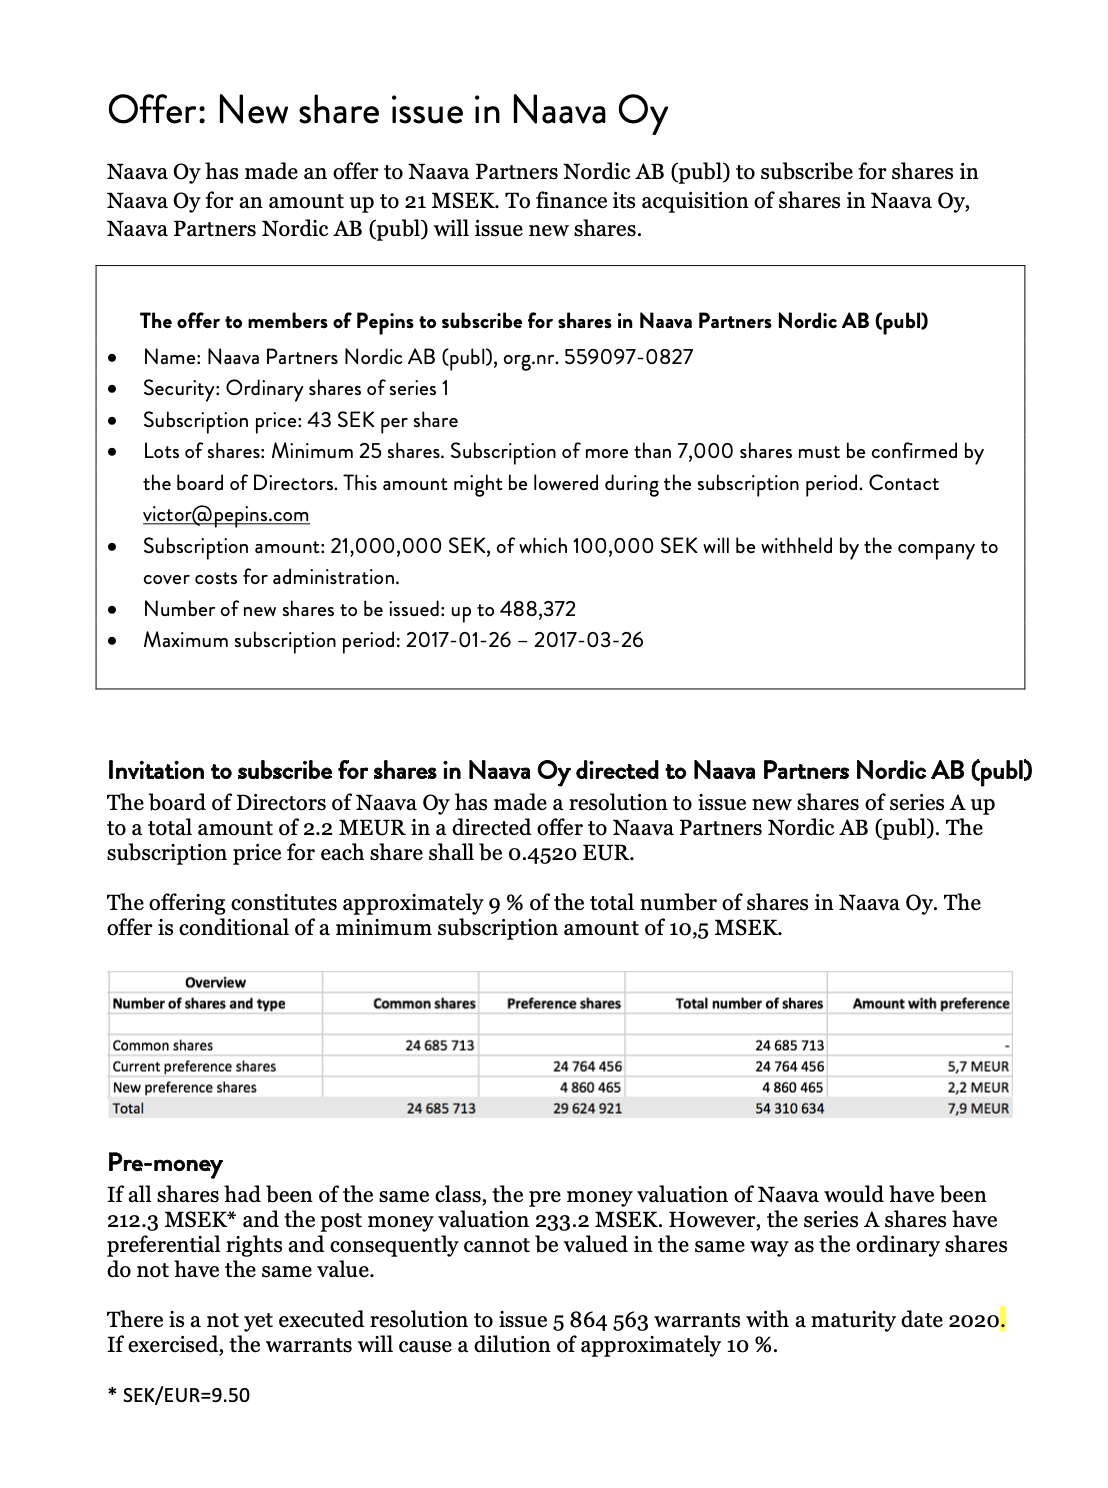 Offer: New share issue in Naava Oy
Naava Oy has made an offer to Naava Partners Nordic AB (publ) to subscribe for shares in
Naava Oy for an amount up to 21 MSEK. To finance its acquisition of shares in Naava Oy,
Naava Partners Nordic AB (publ) will issue new shares.
The offer to members of Pepins to subscribe for shares in Naava Partners Nordic AB (publ)
• Name: Naava Partners Nordic AB (publ), org.nr. 559097-0827
• Security: Ordinary shares of series 1
• Subscription price: 43 SEK per share
• Lots of shares: Minimum 25 shares. Subscription of more than 7,000 shares must be confirmed by
the board of Directors. This amount might be lowered during the subscription period. Contact
victor@pepins.com
• Subscription amount: 21,000,000 SEK, of which 100,000 SEK will be withheld by the company to
cover costs for administration.
• Number of new shares to be issued: up to 488,372
• Maximum subscription period: 2017-01-26 – 2017-03-26
Invitation to subscribe for shares in Naava Oy directed to Naava Partners Nordic AB (publ)
The board of Directors of Naava Oy has made a resolution to issue new shares of series A up
to a total amount of 2.2 MEUR in a directed offer to Naava Partners Nordic AB (publ). The
subscription price for each share shall be 0.4520 EUR.
The offering constitutes approximately 9 % of the total number of shares in Naava Oy. The
offer is conditional of a minimum subscription amount of 10,5 MSEK.
Overview
Number of shares and type Common shares Preference shares Total number of shares Amount with preference
Common shares 24 685 713 24 685 713 -
Current preference shares 24 764 456 24 764 456 5,7 MEUR
New preference shares 4 860 465 4 860 465 2,2 MEUR
Total 24 685 713 29 624 921 54 310 634 7,9 MEUR
Pre-money
If all shares had been of the same class, the pre money valuation of Naava would have been
212.3 MSEK* and the post money valuation 233.2 MSEK. However, the series A shares have
preferential rights and consequently cannot be valued in the same way as the ordinary shares
do not have the same value.
There is a not yet executed resolution to issue 5 864 563 warrants with a maturity date 2020.
If exercised, the warrants will cause a dilution of approximately 10 %.
* SEK/EUR=9.50